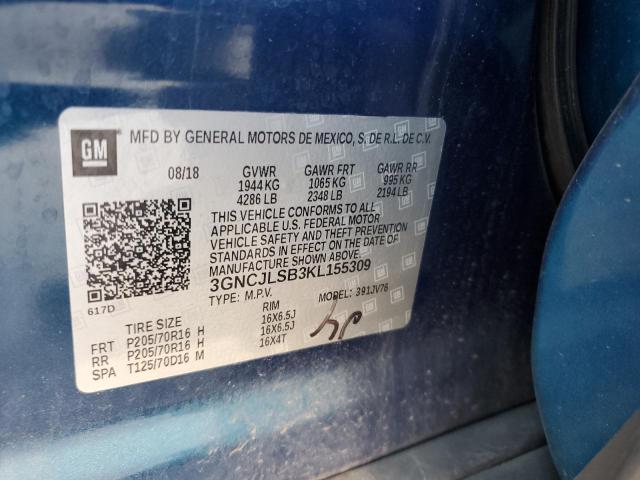 GM
MFD BY GENERAL MOTORS DE MEXICO, S. DE R.L. DE C.V.
08/18 GVWR GAWR FRT GAWR RR
1944 KG 1065 KG 995 KG
4286 LB 2348 LB 2194 LB
THIS VEHICLE CONFORMS TO ALL
APPLICABLE U.S. FEDERAL MOTOR
VEHICLE SAFETY AND THEFT PREVENTION
STANDARDS IN EFFECT ON THE DATE OF
MANUFACTURE SHOWN ABOVE.
3GNCJLSB3KL155309
617D TYPE: M.P.V. MODEL: 391JV76
TIRE SIZE RIM
FRT P205/70R16 H 16X6.5J
RR P205/70R16 H 16X6.5J
SPA T125/70D16 M 16X4T